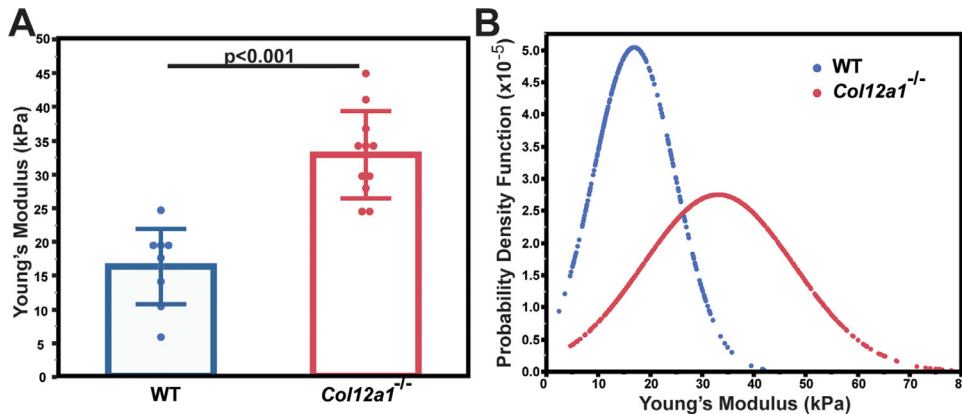 A
Young's Modulus (kPa)
50
45
40
35
30
25
20
15
10
5
0
p<0.001
WT
Col12a1-/-
B
Probability Density Function (x10-5)
5.0
4.5
4.0
3.5
3.0
2.5
2.0
1.5
1.0
0.5
0
WT
Col12a1-/-
0 10 20 30 40 50 60 70 80
Young's Modulus (kPa)